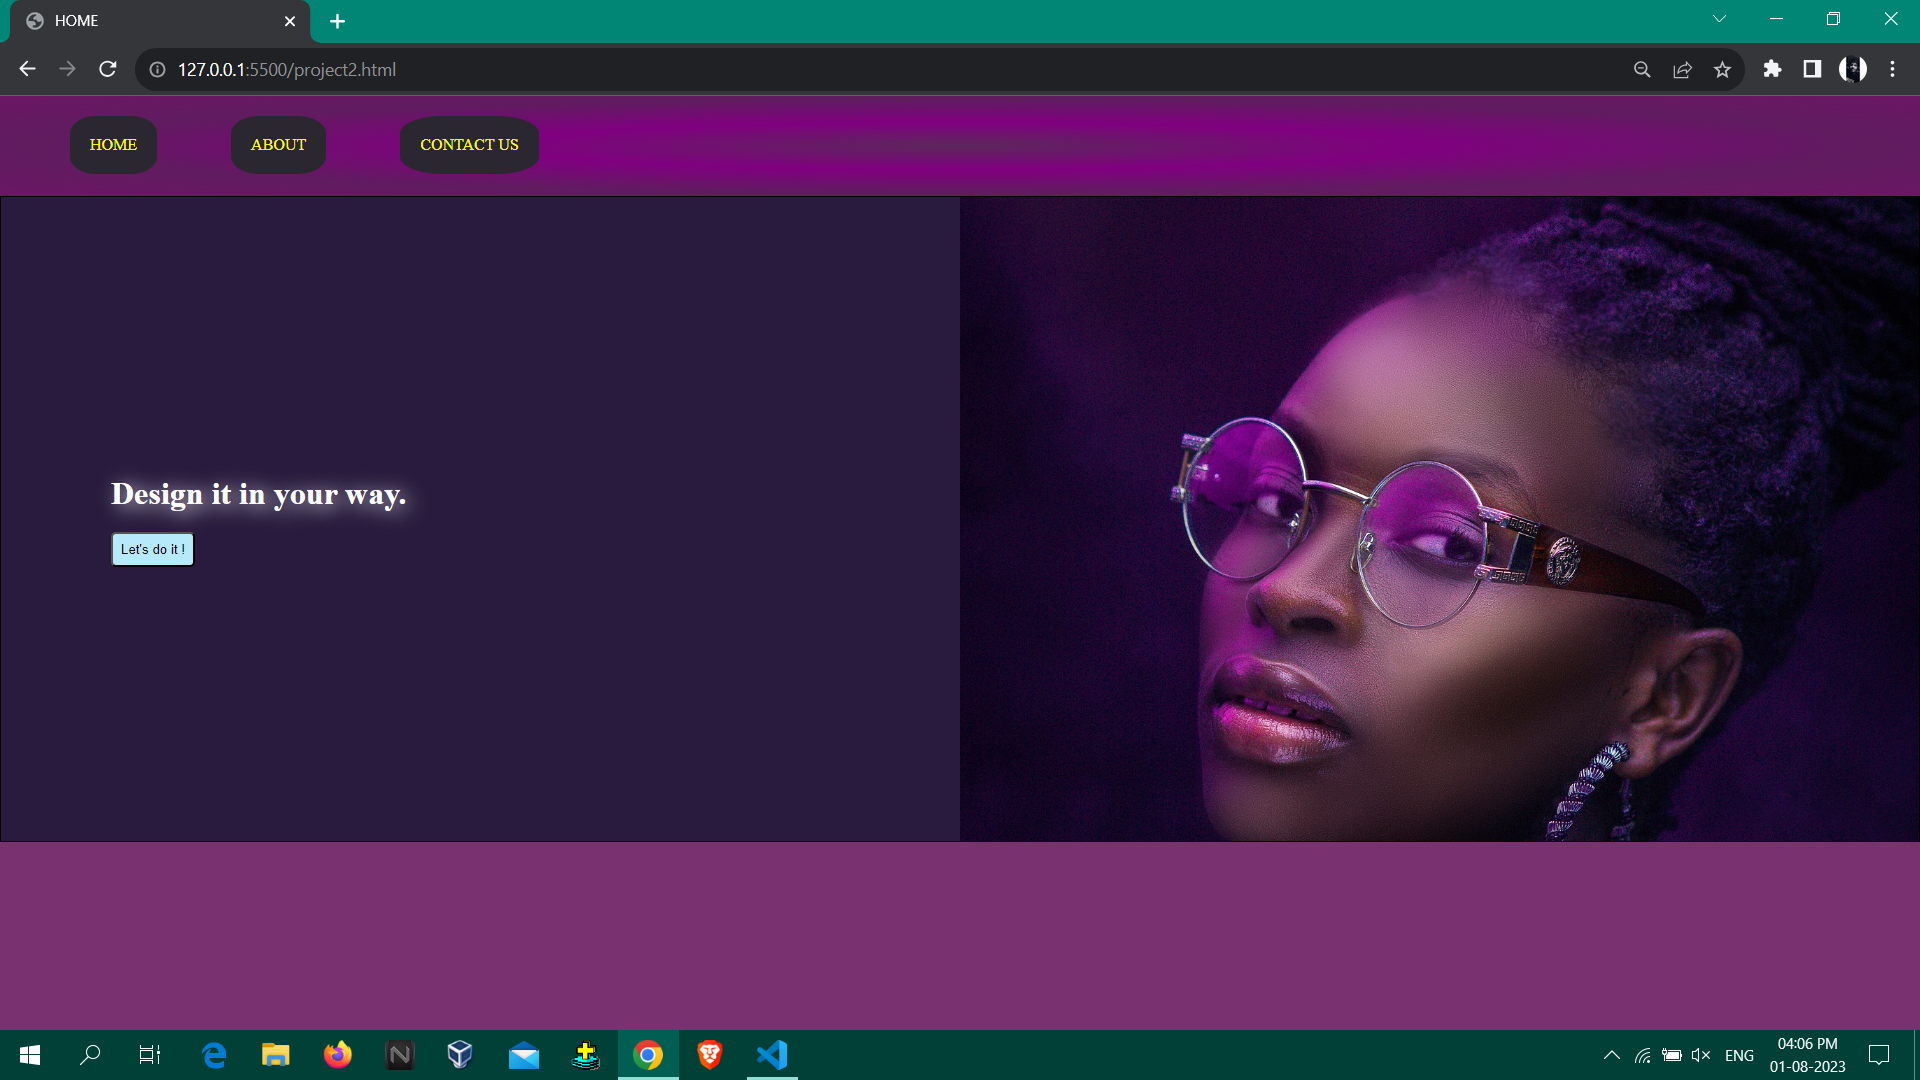 HOME
127.0.0.1:5500/project2.html
HOME
ABOUT
CONTACT US
Design it in your way.
Let's do it !
ENG
04:06 PM
01-08-2023